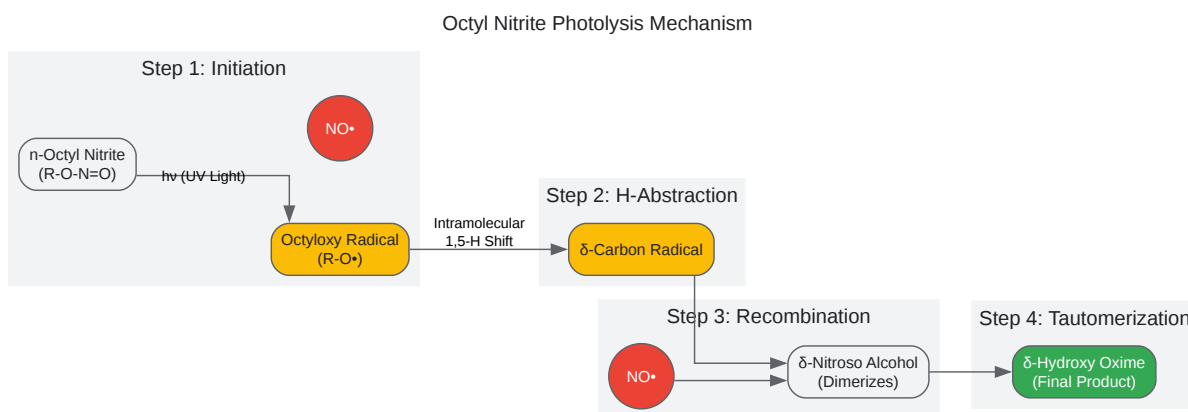 Octyl Nitrite Photolysis Mechanism
Step 1: Initiation
NO•
n-Octyl Nitrite
(R-O-N=O)
hν (UV Light)
Octyloxy Radical
(R-O•)
Intramolecular
1,5-H Shift
Step 2: H-Abstraction
δ-Carbon Radical
Step 3: Recombination
NO•
δ-Nitroso Alcohol
(Dimerizes)
Step 4: Tautomerization
δ-Hydroxy Oxime
(Final Product)